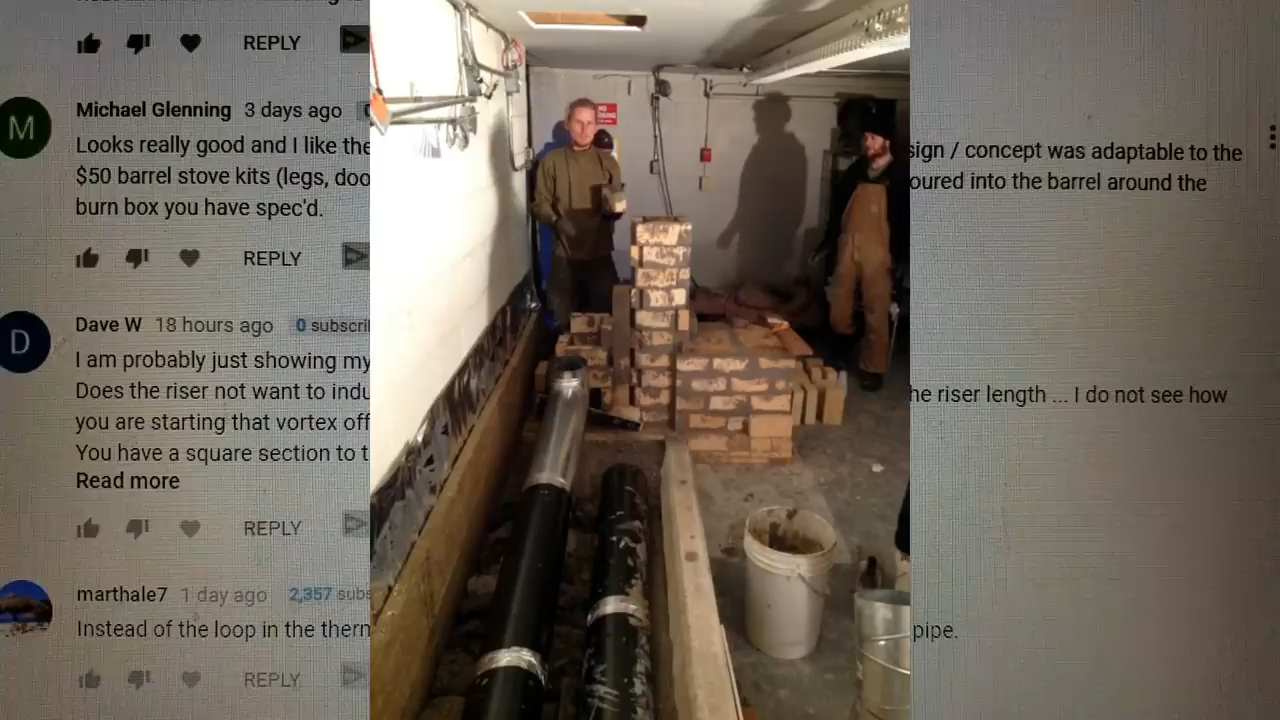 REPLY
Michael Glenning 3 days ago
Looks really good and I like the sign / concept was adaptable to the
$50 barrel stove kits (legs, doo oured into the barrel around the
burn box you have spec'd.
REPLY
Dave W 18 hours ago 0 subscri
I am probably just showing my
Does the riser not want to indu he riser length ... I do not see how
you are starting that vortex off
You have a square section to t
Read more
REPLY
marthale7 1 day ago 2,357 subs
Instead of the loop in the therm pipe.
REPLY
M
D
NO